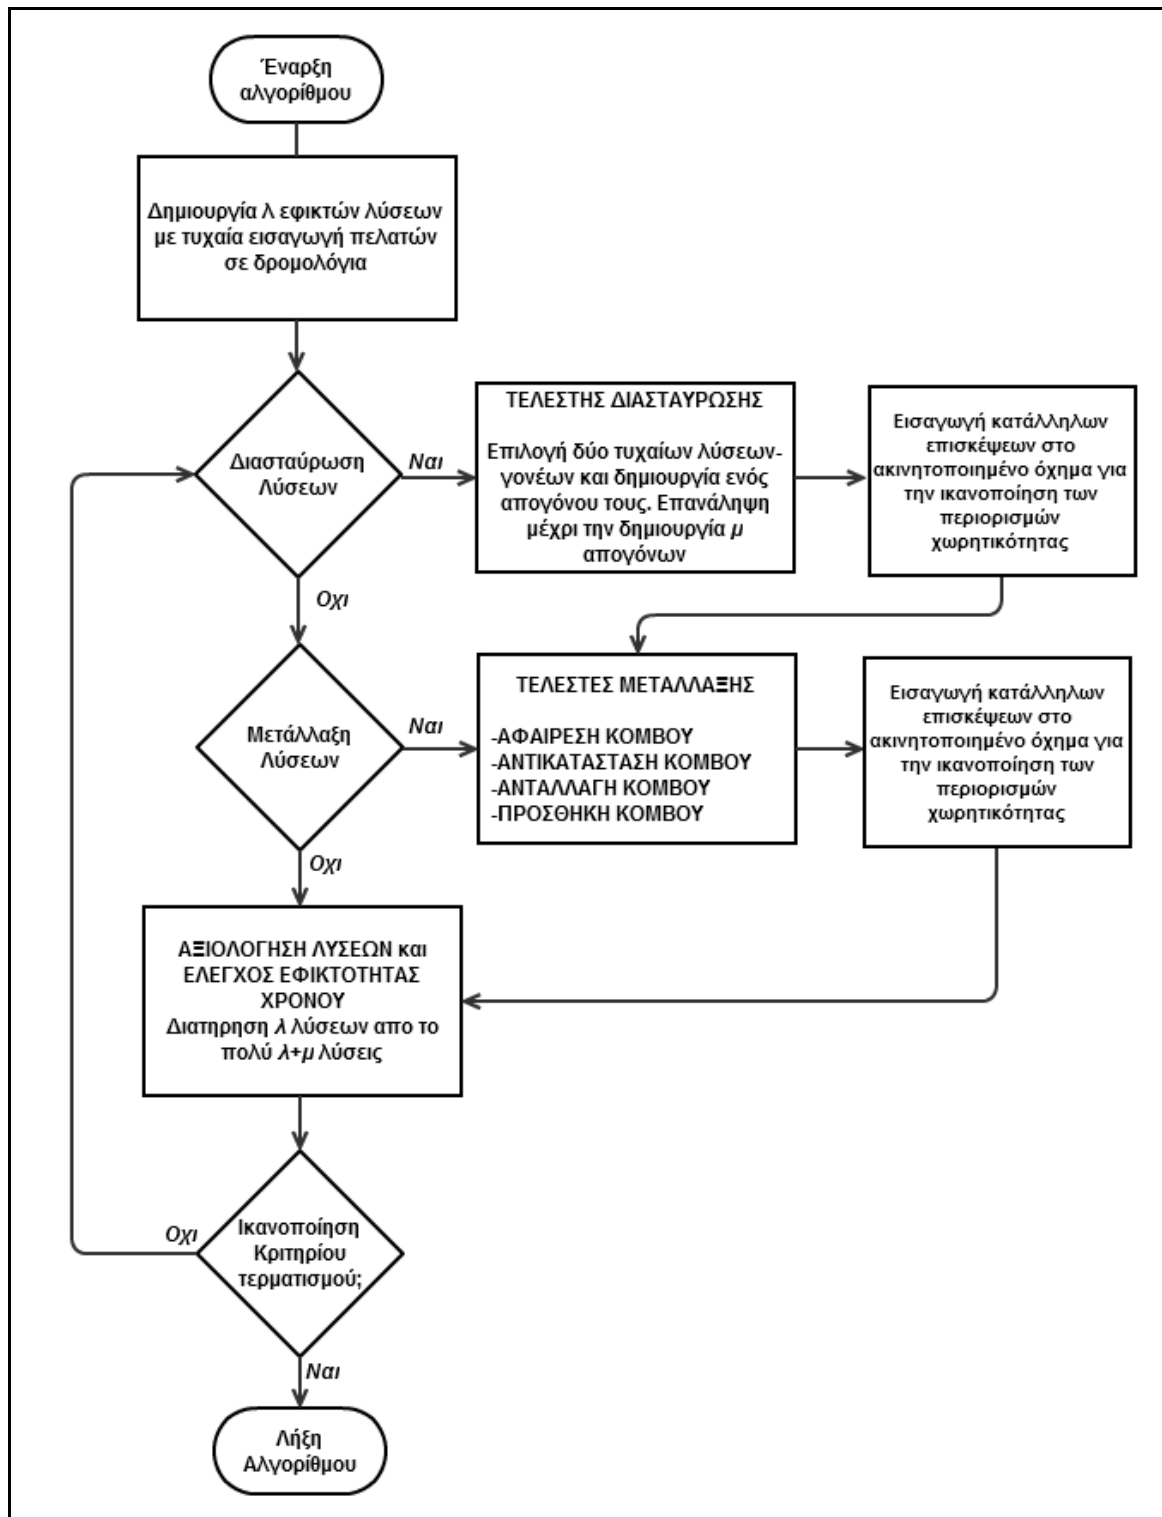 Έναρξη
αλγορίθμου
Δημιουργία λ εφικτών λύσεων
με τυχαία εισαγωγή πελατών
σε δρομολόγια
Διασταύρωση
Λύσεων
Ναι
ΤΕΛΕΣΤΗΣ ΔΙΑΣΤΑΥΡΩΣΗΣ
Επιλογή δύο τυχαίων λύσεων-
γονέων και δημιουργία ενός
απογόνου τους. Επανάληψη
μέχρι την δημιουργία μ
απογόνων
Εισαγωγή κατάλληλων
επισκέψεων στο
ακινητοποιημένο όχημα για
την ικανοποίηση των
περιορισμών
χωρητικότητας
Οχι
Μετάλλαξη
Λύσεων
Ναι
ΤΕΛΕΣΤΕΣ ΜΕΤΑΛΛΑΞΗΣ
-ΑΦΑΙΡΕΣΗ ΚΟΜΒΟΥ
-ΑΝΤΙΚΑΤΑΣΤΑΣΗ ΚΟΜΒΟΥ
-ΑΝΤΑΛΛΑΓΗ ΚΟΜΒΟΥ
-ΠΡΟΣΘΗΚΗ ΚΟΜΒΟΥ
Εισαγωγή κατάλληλων
επισκέψεων στο
ακινητοποιημένο όχημα για
την ικανοποίηση των
περιορισμών
χωρητικότητας
Οχι
ΑΞΙΟΛΟΓΗΣΗ ΛΥΣΕΩΝ και
ΕΛΕΓΧΟΣ ΕΦΙΚΤΟΤΗΤΑΣ
ΧΡΟΝΟΥ
Διατηρηση λ λύσεων απο το
πολύ λ+μ λύσεις
Οχι
Ικανοποίηση
Κριτηρίου
τερματισμού;
Ναι
Λήξη
Αλγορίθμου